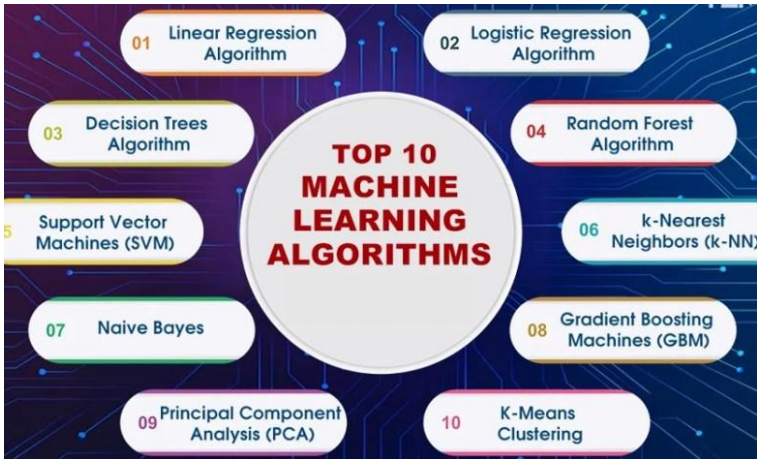 01 Linear Regression
Algorithm
02 Logistic Regression
Algorithm
03 Decision Trees
Algorithm
04 Random Forest
Algorithm
TOP 10
MACHINE
LEARNING
ALGORITHMS
5 Support Vector
Machines (SVM)
06 k-Nearest
Neighbors (k-NN)
07 Naive Bayes
08 Gradient Boosting
Machines (GBM)
09 Principal Component
Analysis (PCA)
10 K-Means
Clustering